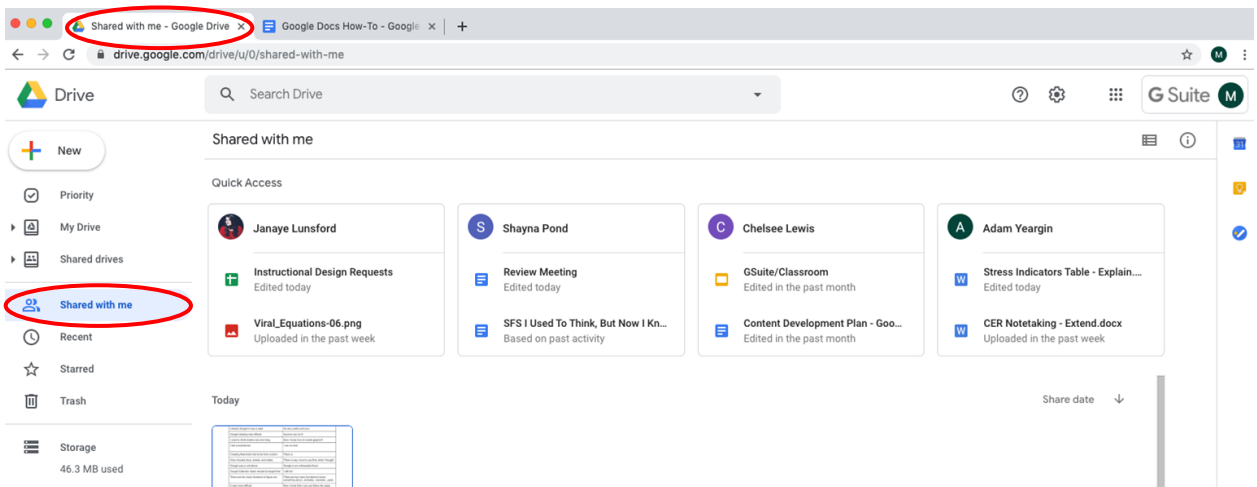 Shared with me - Google Drive
Google Docs How-To - Google
drive.google.com/drive/u/0/shared-with-me
M
Drive
Search Drive
G Suite
M
New
Shared with me
31
Quick Access
Priority
My Drive
Shared drives
Shared with me
Recent
Starred
Trash
Storage
46.3 MB used
Janaye Lunsford
Instructional Design Requests
Edited today
Viral_Equations-06.png
Uploaded in the past week
S
Shayna Pond
Review Meeting
Edited today
SFS I Used To Think, But Now I Kn...
Based on past activity
C
Chelsee Lewis
GSuite/Classroom
Edited in the past month
Content Development Plan - Goo...
Edited in the past month
A
Adam Yeargin
W
Stress Indicators Table - Explain....
Edited today
W
CER Notetaking - Extend.docx
Uploaded in the past week
Today
Share date